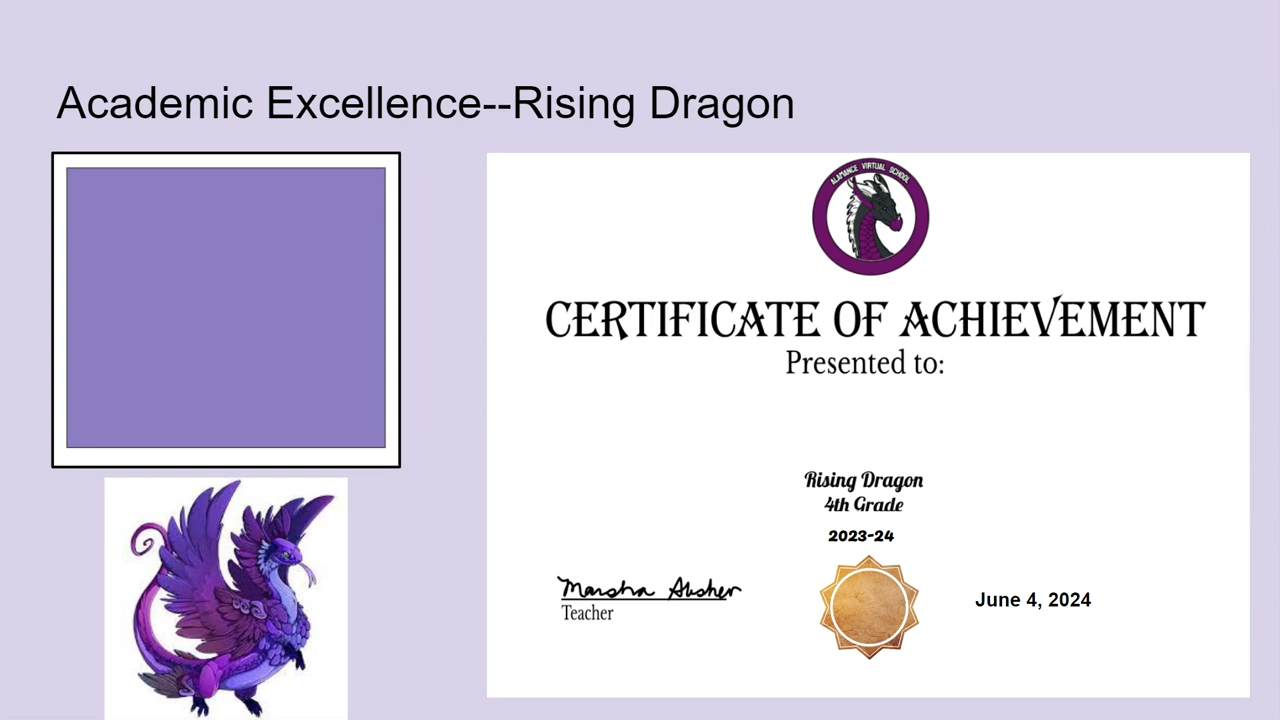 Academic Excellence--Rising Dragon
ALAMANCE VIRTUAL SCHOOL
CERTIFICATE OF ACHIEVEMENT
Presented to:
Rising Dragon
4th Grade
2023-24
Marsha Absher
Teacher
June 4, 2024